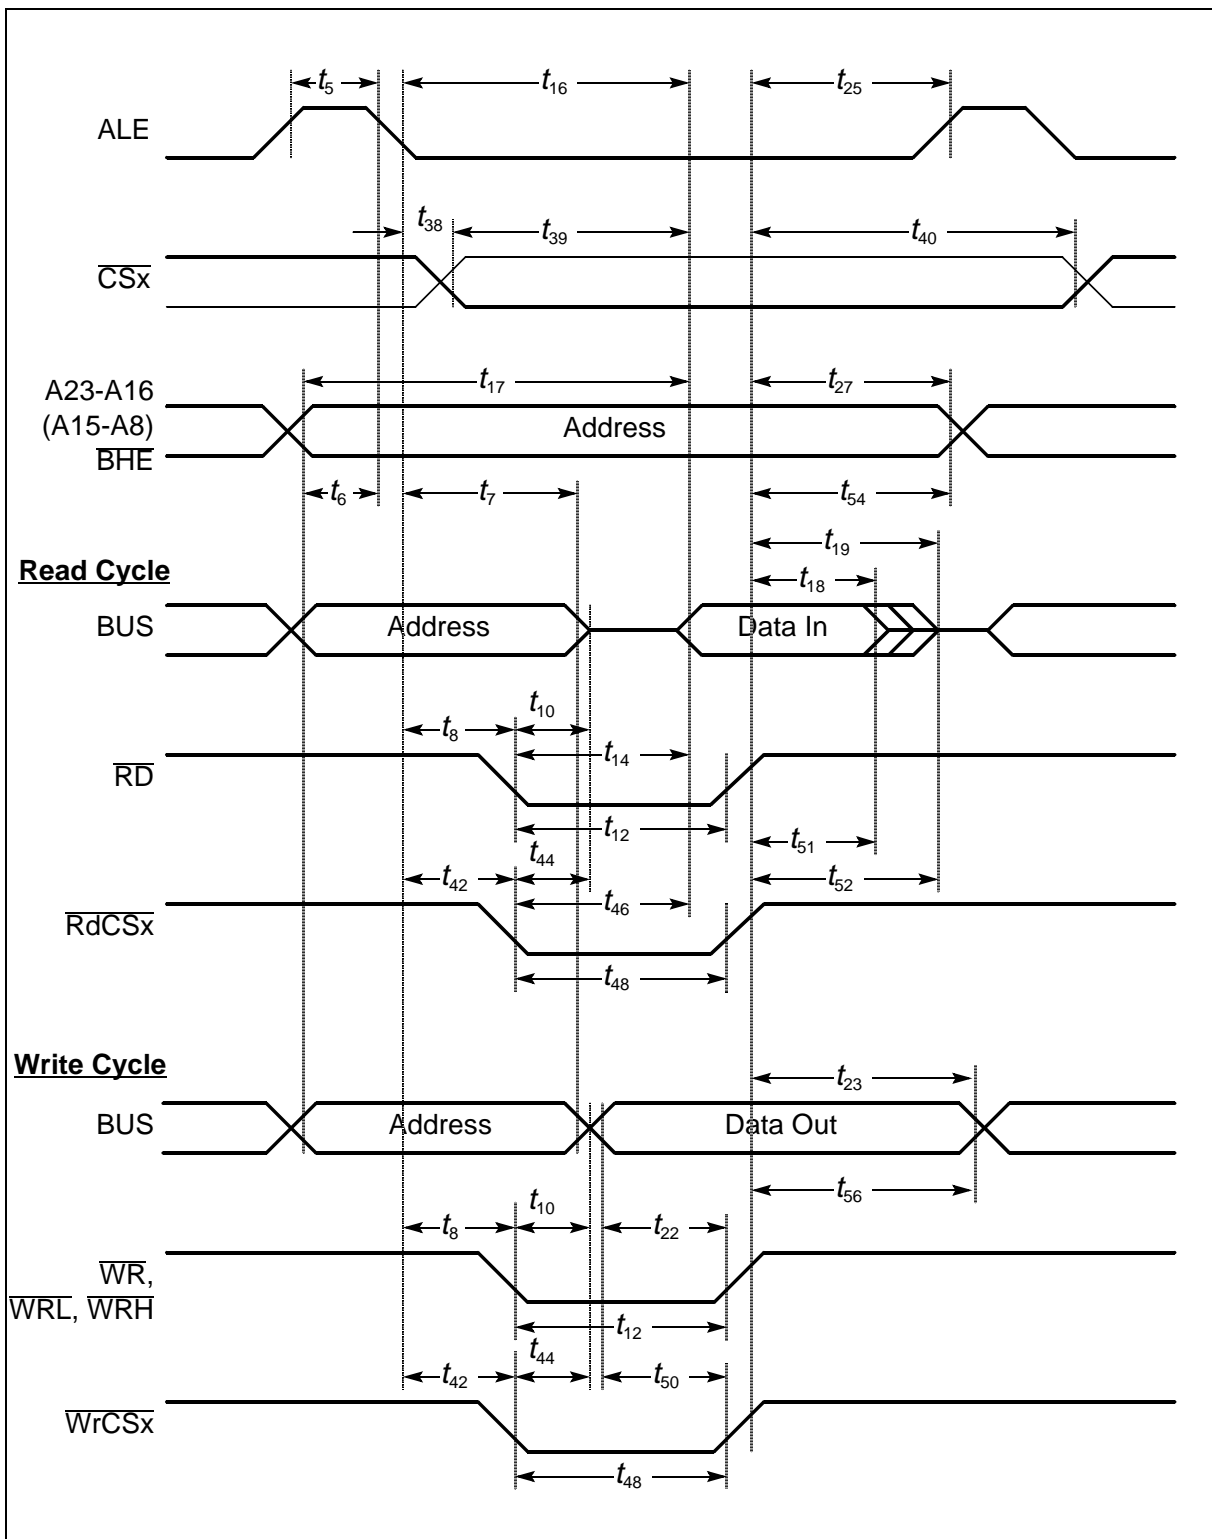 t5 t16 t25
ALE
t38 t39 t40
CSx
t17 t27
A23-A16
(A15-A8) Address
BHE
t6 t7 t54
t19
Read Cycle
t18
BUS Address Data In
t10
t8
t14
RD
t12
t51
t44
t42 t52
t46
RdCSx
t48
Write Cycle
t23
BUS Address Data Out
t56
t10
t8 t22
WR,
WRL, WRH
t12
t44
t42 t50
WrCSx
t48